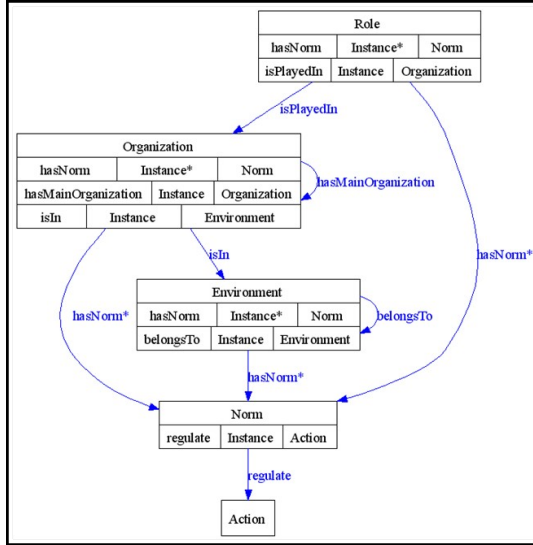 Role
hasNorm Instance* Norm
isPlayedIn Instance Organization
isPlayedIn
Organization
hasNorm Instance* Norm
hasMainOrganization Instance Organization
isIn Instance Environment
hasMainOrganization
isIn
hasNorm*
Environment
hasNorm Instance* Norm
belongsTo Instance Environment
belongsTo
hasNorm*
hasNorm*
Norm
regulate Instance Action
regulate
Action